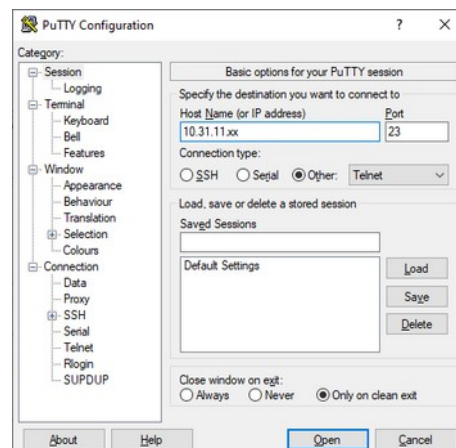 PuTTY Configuration
? X
Category:
Session
Logging
Terminal
Keyboard
Bell
Features
Window
Appearance
Behaviour
Translation
Selection
Colours
Connection
Data
Proxy
SSH
Serial
Telnet
Rlogin
SUPDUP
Basic options for your PuTTY session
Specify the destination you want to connect to
Host Name (or IP address) Port
10.31.11.xx 23
Connection type:
SSH Serial Other: Telnet
Load, save or delete a stored session
Saved Sessions
Default Settings
Load
Save
Delete
Close window on exit:
Always Never Only on clean exit
About Help Open Cancel